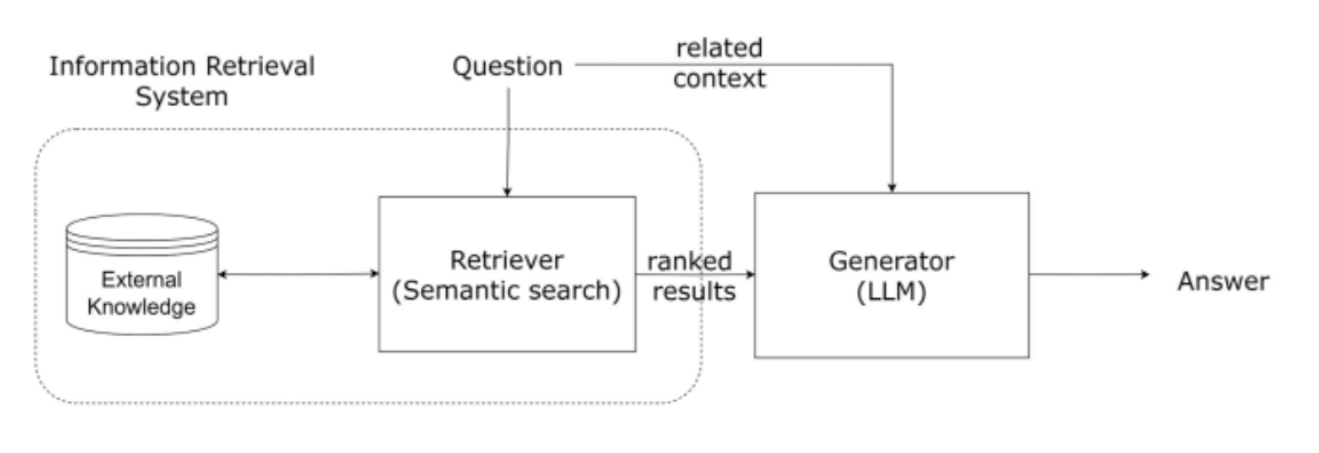 Information Retrieval
System
Question
related
context
External
Knowledge
Retriever
(Semantic search)
ranked
results
Generator
(LLM)
Answer